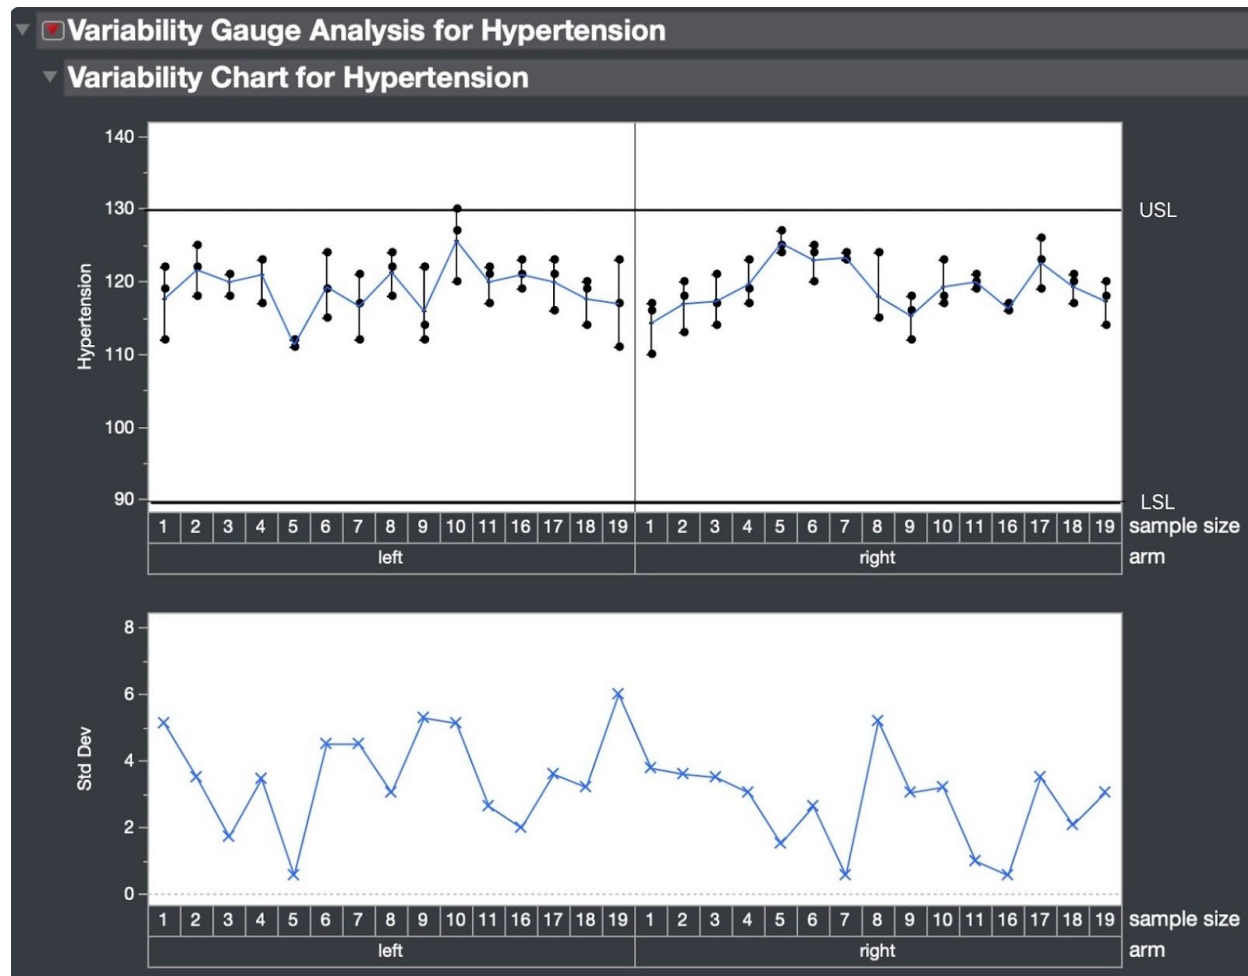 Variability Gauge Analysis for Hypertension
Variability Chart for Hypertension
140
130
120
110
100
90
Hypertension
USL
LSL
1 2 3 4 5 6 7 8 9 10 11 16 17 18 19 1 2 3 4 5 6 7 8 9 10 11 16 17 18 19 sample size
left right arm
8
6
4
2
0
Std Dev
1 2 3 4 5 6 7 8 9 10 11 16 17 18 19 1 2 3 4 5 6 7 8 9 10 11 16 17 18 19 sample size
left right arm